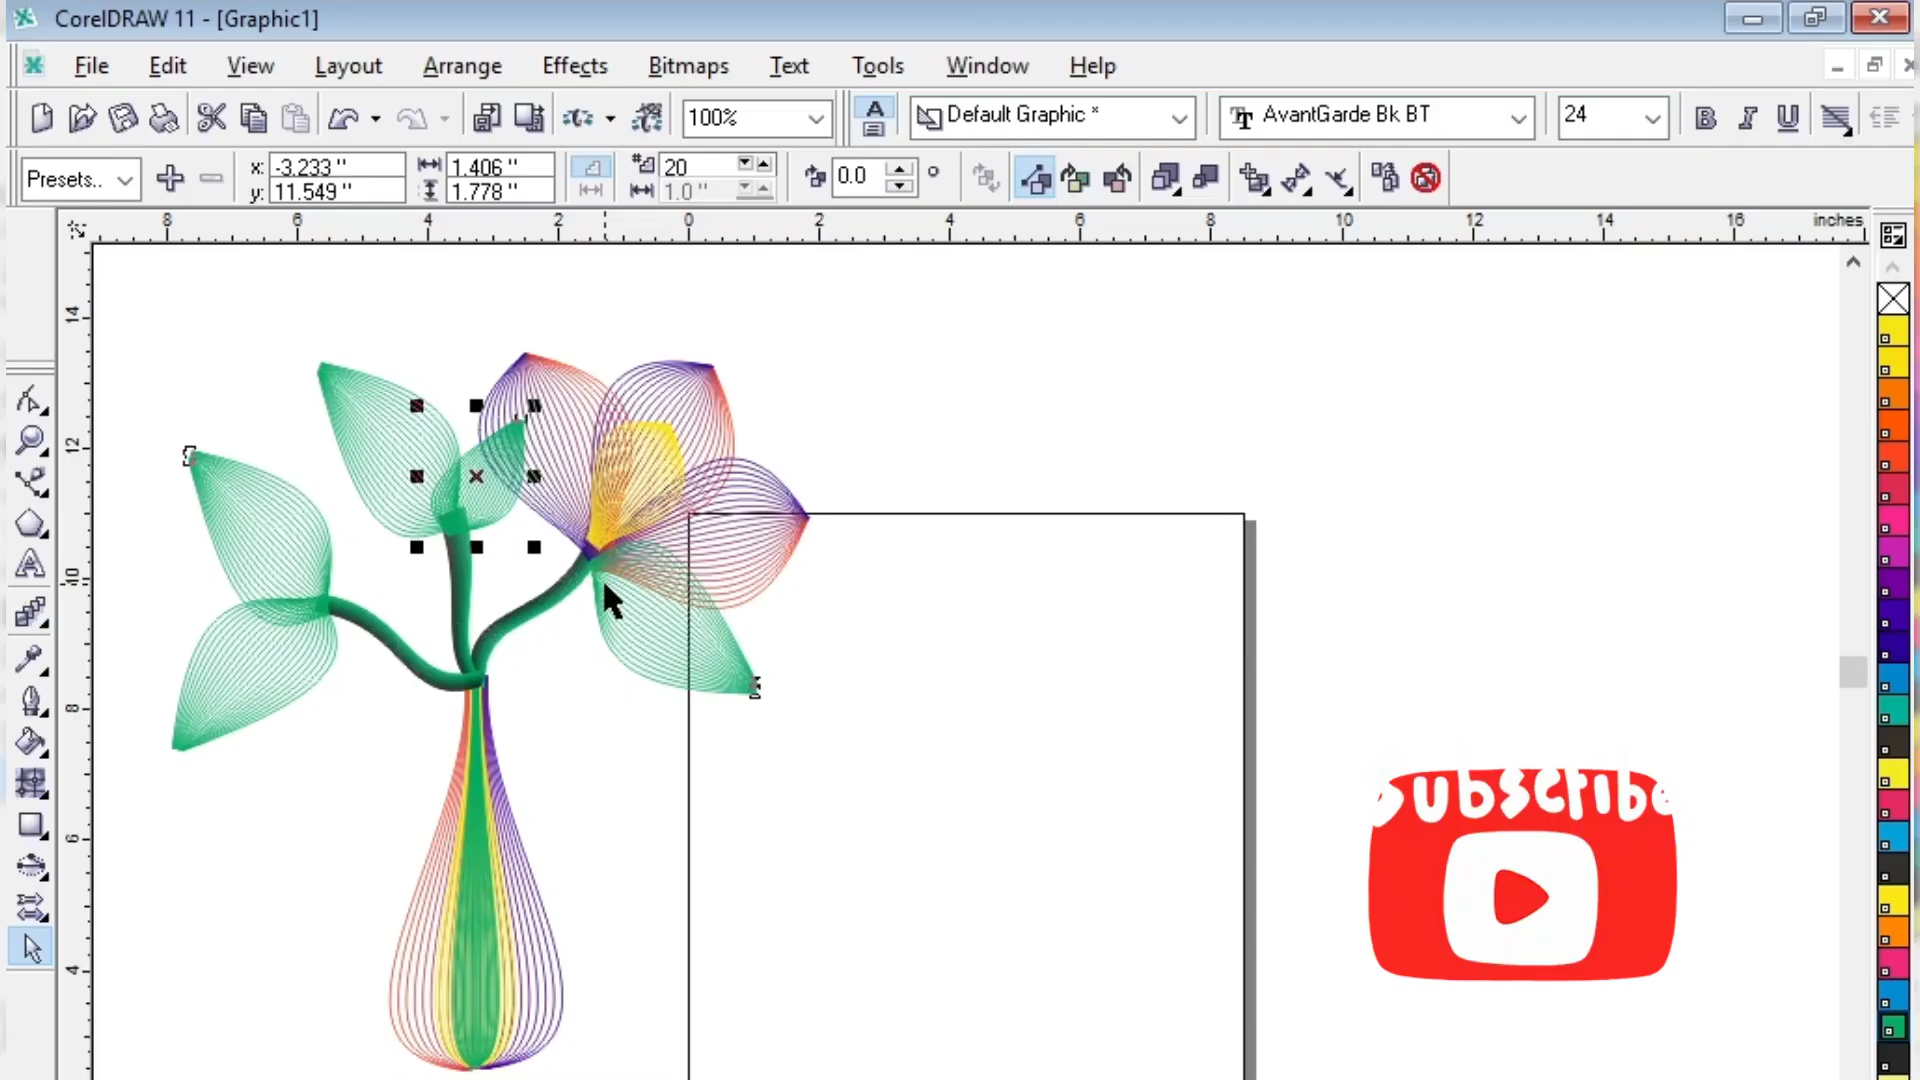 CorelDRAW 11 - [Graphic1]
File Edit View Layout Arrange Effects Bitmaps Text Tools Window Help
100% A Default Graphic * AvantGarde Bk BT 24 B I U
Presets.. x: -3.233 " 1.406 " 20 0.0 °
y: 11.549 " 1.778 " 1.0 "
8 6 4 2 0 2 4 6 8 10 12 14 16 inches
14
12
10
8
6
4
Subscribe